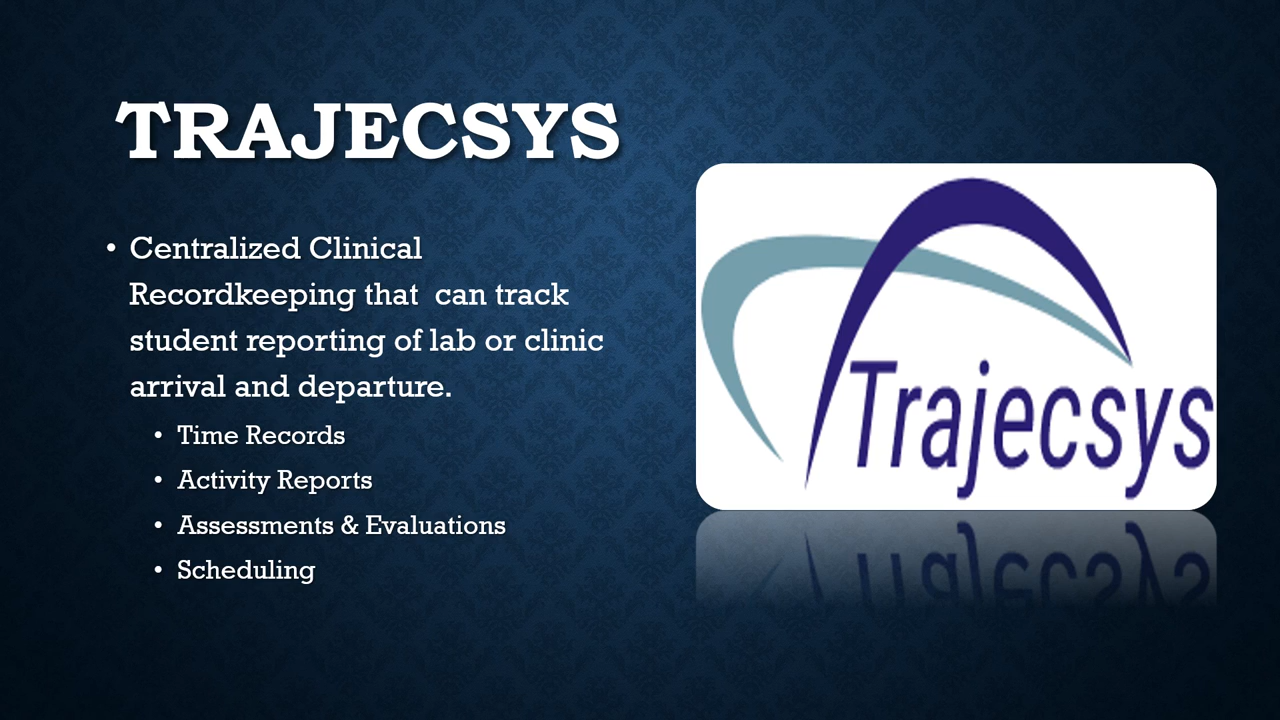 TRAJECSYS
• Centralized Clinical
Recordkeeping that  can track
student reporting of lab or clinic
arrival and departure.
• Time Records
• Activity Reports
• Assessments & Evaluations
• Scheduling
Trajecsys